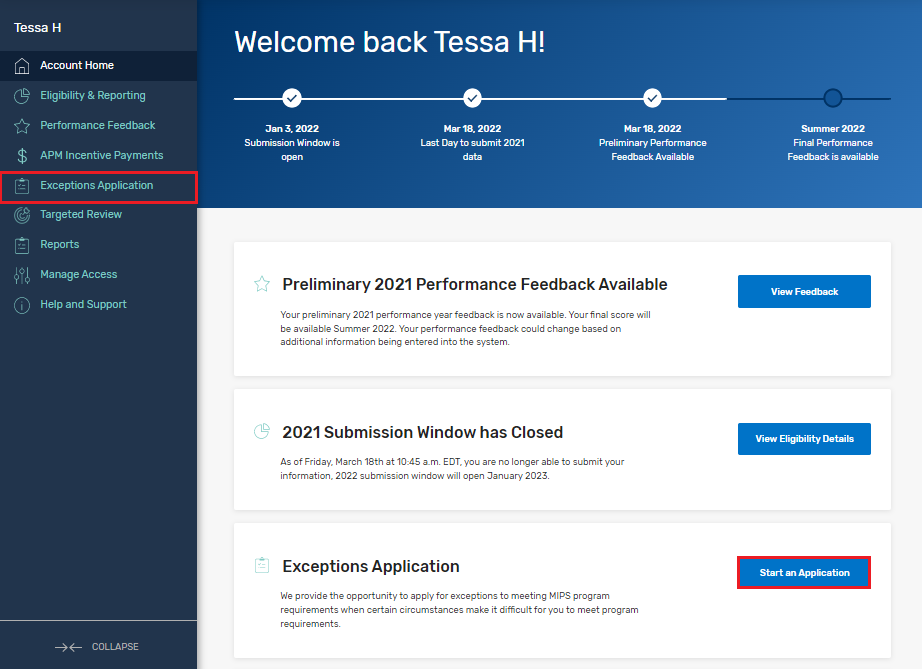 Tessa H
Account Home
Eligibility & Reporting
Performance Feedback
APM Incentive Payments
Exceptions Application
Targeted Review
Reports
Manage Access
Help and Support
COLLAPSE
Welcome back Tessa H!
Jan 3, 2022
Submission Window is
open
Mar 18, 2022
Last Day to submit 2021
data
Mar 18, 2022
Preliminary Performance
Feedback Available
Summer 2022
Final Performance
Feedback is available
Preliminary 2021 Performance Feedback Available
Your preliminary 2021 performance year feedback is now available. Your final score will
be available Summer 2022. Your performance feedback could change based on
additional information being entered into the system.
View Feedback
2021 Submission Window has Closed
As of Friday, March 18th at 10:45 a.m. EDT, you are no longer able to submit your
information, 2022 submission window will open January 2023.
View Eligibility Details
Exceptions Application
We provide the opportunity to apply for exceptions to meeting MIPS program
requirements when certain circumstances make it difficult for you to meet program
requirements.
Start an Application